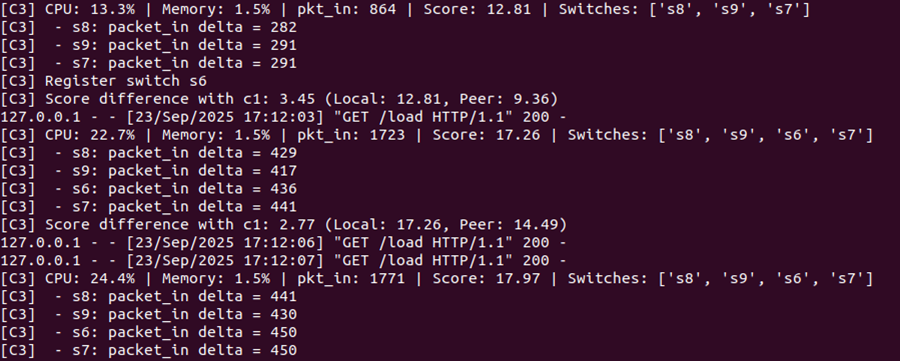 [C3] CPU: 13.3% | Memory: 1.5% | pkt_in: 864 | Score: 12.81 | Switches: ['s8', 's9', 's7']
[C3]  - s8: packet_in delta = 282
[C3]  - s9: packet_in delta = 291
[C3]  - s7: packet_in delta = 291
[C3] Register switch s6
[C3] Score difference with c1: 3.45 (Local: 12.81, Peer: 9.36)
127.0.0.1 - - [23/Sep/2025 17:12:03] "GET /load HTTP/1.1" 200 -
[C3] CPU: 22.7% | Memory: 1.5% | pkt_in: 1723 | Score: 17.26 | Switches: ['s8', 's9', 's6', 's7']
[C3]  - s8: packet_in delta = 429
[C3]  - s9: packet_in delta = 417
[C3]  - s6: packet_in delta = 436
[C3]  - s7: packet_in delta = 441
[C3] Score difference with c1: 2.77 (Local: 17.26, Peer: 14.49)
127.0.0.1 - - [23/Sep/2025 17:12:06] "GET /load HTTP/1.1" 200 -
127.0.0.1 - - [23/Sep/2025 17:12:07] "GET /load HTTP/1.1" 200 -
[C3] CPU: 24.4% | Memory: 1.5% | pkt_in: 1771 | Score: 17.97 | Switches: ['s8', 's9', 's6', 's7']
[C3]  - s8: packet_in delta = 441
[C3]  - s9: packet_in delta = 430
[C3]  - s6: packet_in delta = 450
[C3]  - s7: packet_in delta = 450